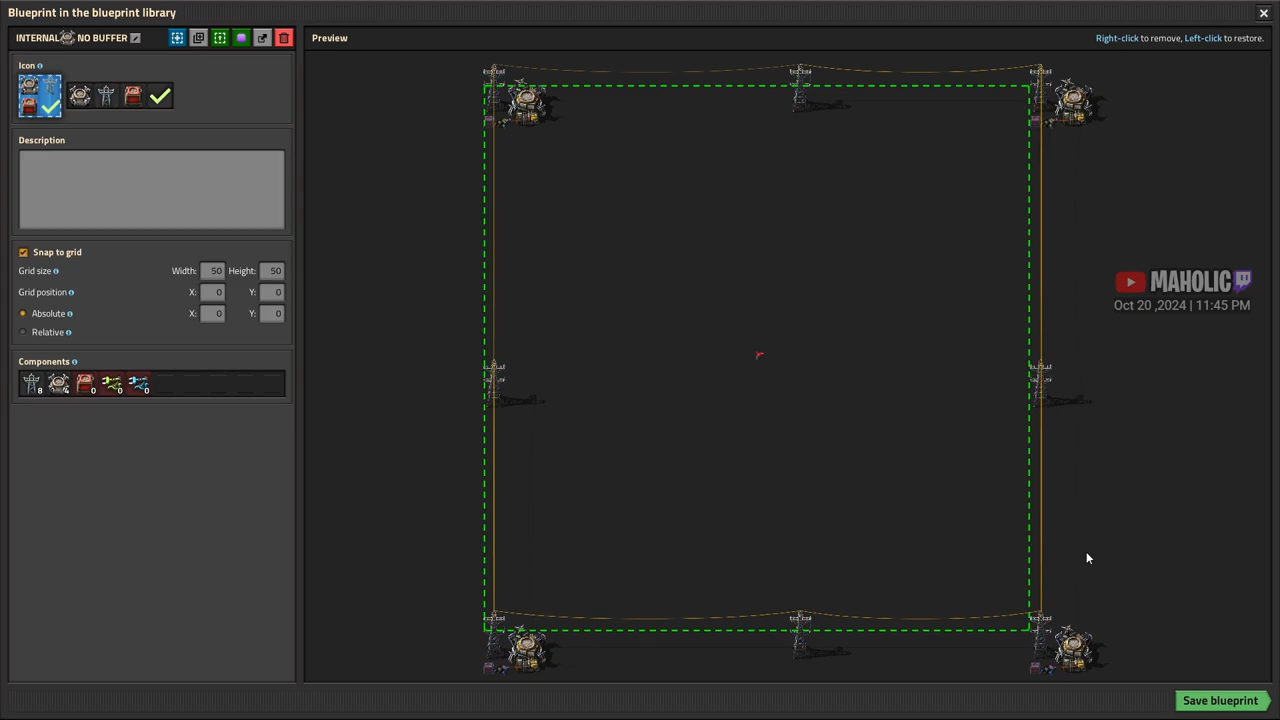 Blueprint in the blueprint library
INTERNAL NO BUFFER
Preview
Right-click to remove, Left-click to restore.
Icon
Description
Snap to grid
Grid size Width: 50 Height: 50
Grid position X: 0 Y: 0
Absolute X: 0 Y: 0
Relative
Components
8 4 0 0 0
MAHOLIC
Oct 20 ,2024 | 11:45 PM
Save blueprint